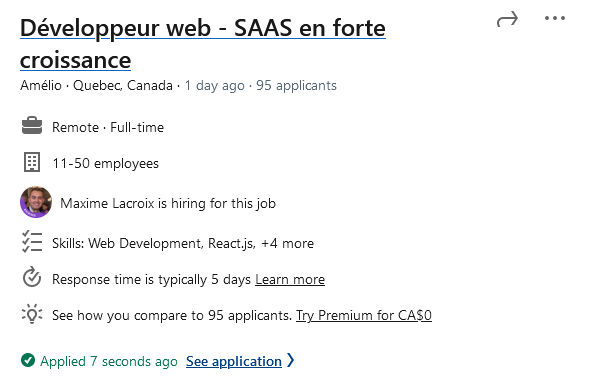 Développeur web - SAAS en forte
croissance
Amélio · Quebec, Canada · 1 day ago · 95 applicants
Remote · Full-time
11-50 employees
Maxime Lacroix is hiring for this job
Skills: Web Development, React.js, +4 more
Response time is typically 5 days Learn more
See how you compare to 95 applicants. Try Premium for CA$0
Applied 7 seconds ago See application